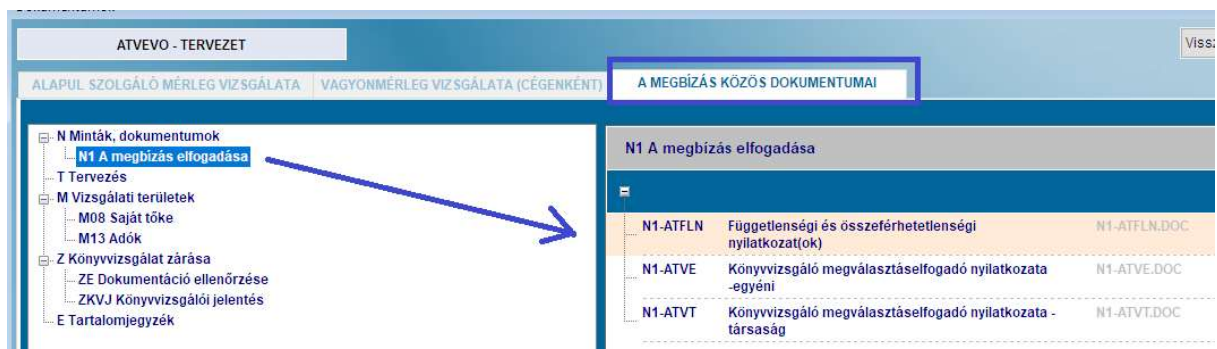 ATVEVO - TERVEZET
ALAPUL SZOLGÁLÓ MÉRLEG VIZSGÁLATA
VAGYONMÉRLEG VIZSGÁLATA (CÉGENKÉNT)
A MEGBÍZÁS KÖZÖS DOKUMENTUMAI
N Minták, dokumentumok
N1 A megbízás elfogadása
T Tervezés
M Vizsgálati területek
M08 Saját tőke
M13 Adók
Z Könyvvizsgálat zárása
ZE Dokumentáció ellenőrzése
ZKVJ Könyvvizsgálói jelentés
E Tartalomjegyzék
N1 A megbízás elfogadása
N1-ATFLN Függetlenségi és összeférhetetlenségi N1-ATFLN.DOC
nyilatkozat(ok)
N1-ATVE Könyvvizsgáló megválasztáselfogadó nyilatkozata N1-ATVE.DOC
-egyéni
N1-ATVT Könyvvizsgáló megválasztáselfogadó nyilatkozata - N1-ATVT.DOC
társaság